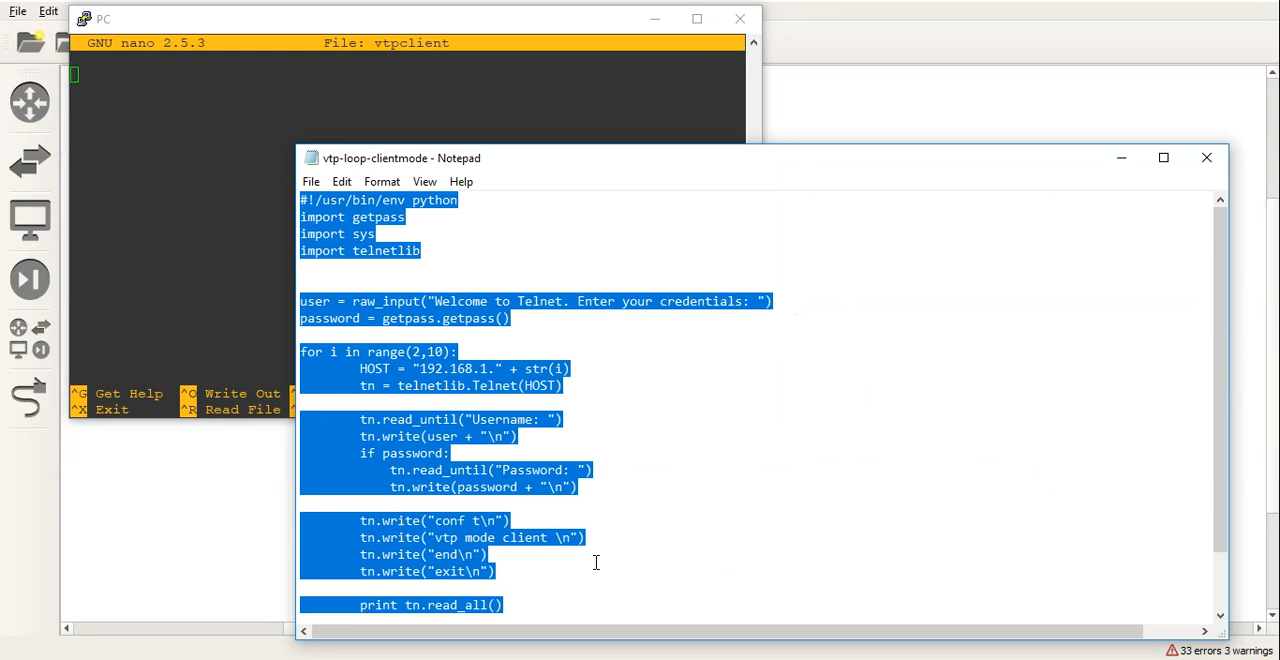 File Edit
PC
GNU nano 2.5.3 File: vtpclient
vtp-loop-clientmode - Notepad
File Edit Format View Help
#!/usr/bin/env python
import getpass
import sys
import telnetlib
user = raw_input("Welcome to Telnet. Enter your credentials: ")
password = getpass.getpass()
for i in range(2,10):
HOST = "192.168.1." + str(i)
tn = telnetlib.Telnet(HOST)
tn.read_until("Username: ")
tn.write(user + "\n")
if password:
tn.read_until("Password: ")
tn.write(password + "\n")
tn.write("conf t\n")
tn.write("vtp mode client \n")
tn.write("end\n")
tn.write("exit\n")
print tn.read_all()
^G Get Help ^O Write Out ^
^X Exit ^R Read File ^
33 errors 3 warnings